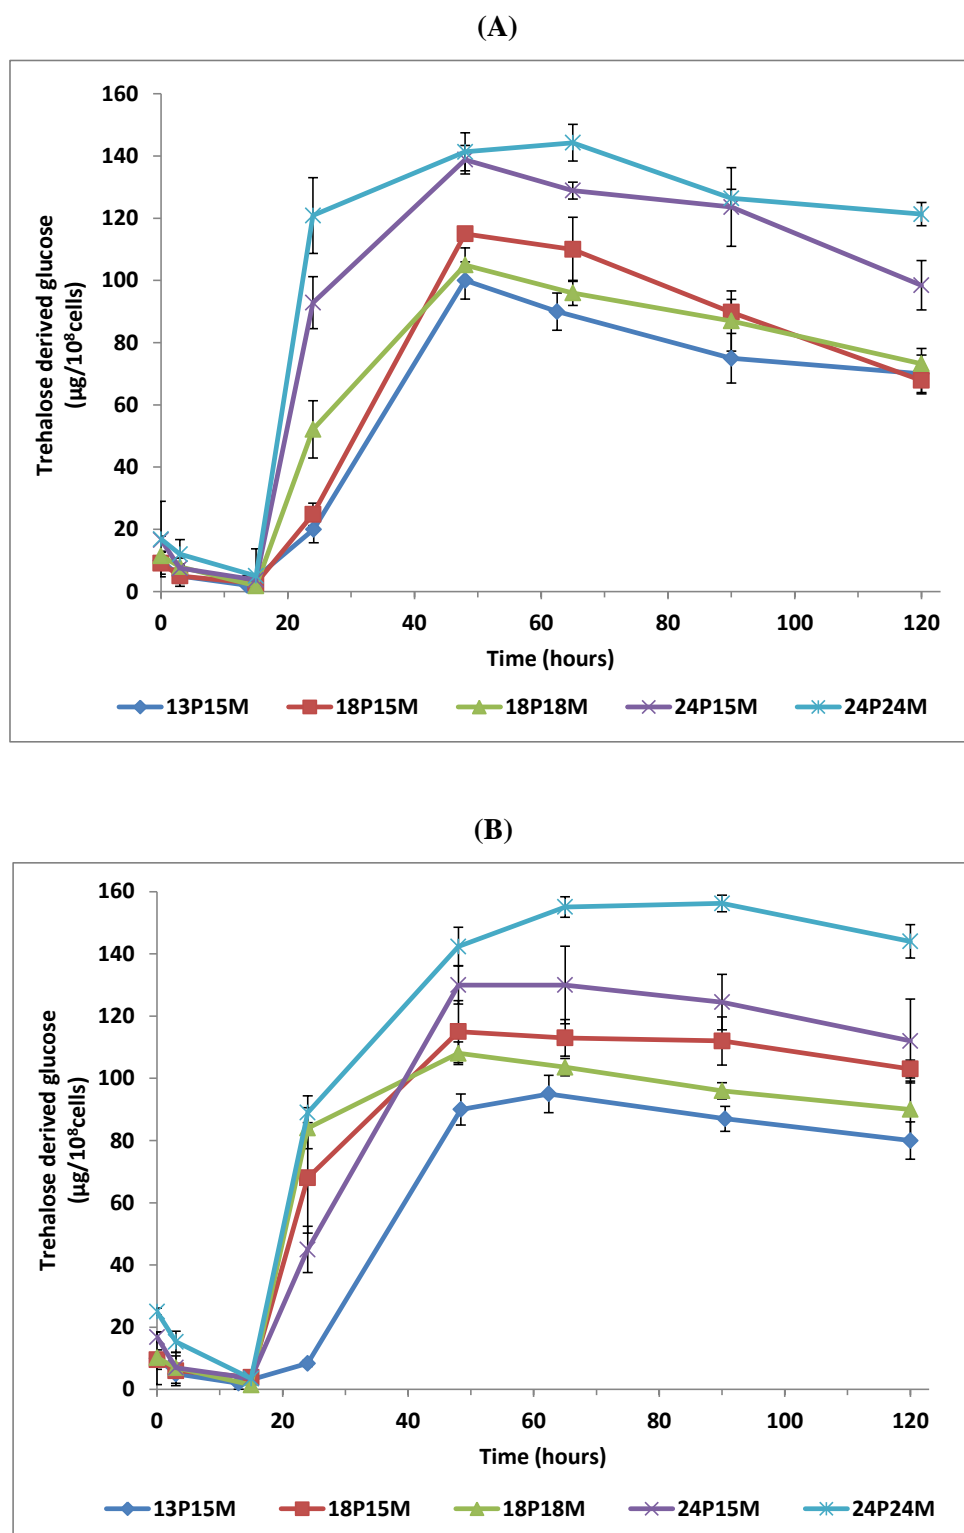 (A)
160
140
120
100
80
60
40
20
0
Trehalose derived glucose
(µg/10⁸cells)
0 20 40 60 80 100 120
Time (hours)
13P15M 18P15M 18P18M 24P15M 24P24M
(B)
160
140
120
100
80
60
40
20
0
Trehalose derived glucose
(µg/10⁸cells)
0 20 40 60 80 100 120
Time (hours)
13P15M 18P15M 18P18M 24P15M 24P24M